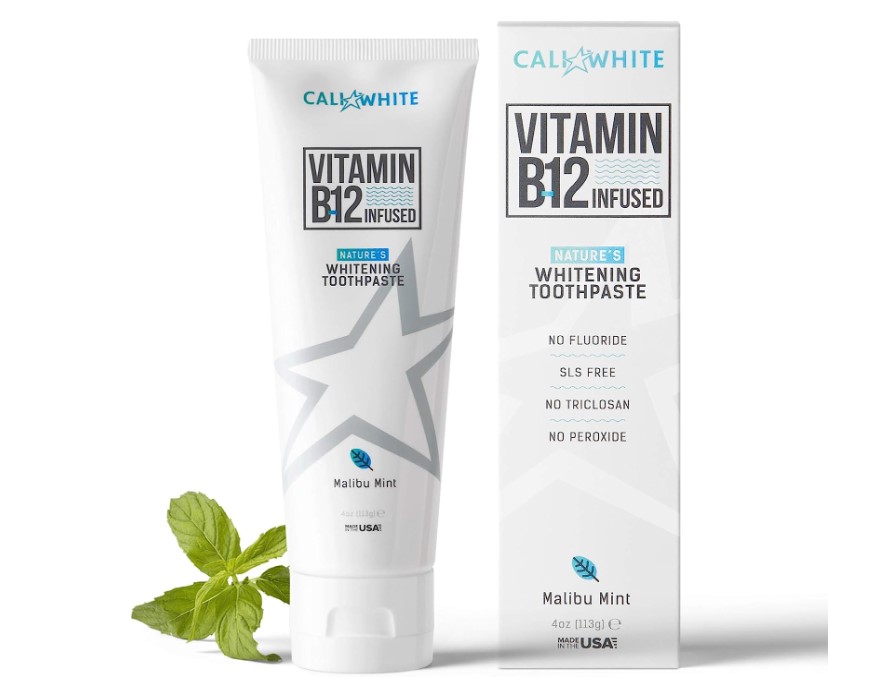 CALI WHITE
VITAMIN
B-12 INFUSED
NATURE'S
WHITENING
TOOTHPASTE
Malibu Mint
4oz (113g) ℮
MADE
IN THE USA
CALI WHITE
VITAMIN
B-12 INFUSED
NATURE'S
WHITENING
TOOTHPASTE
NO FLUORIDE
SLS FREE
NO TRICLOSAN
NO PEROXIDE
Malibu Mint
4oz (113g) ℮
MADE
IN THE USA